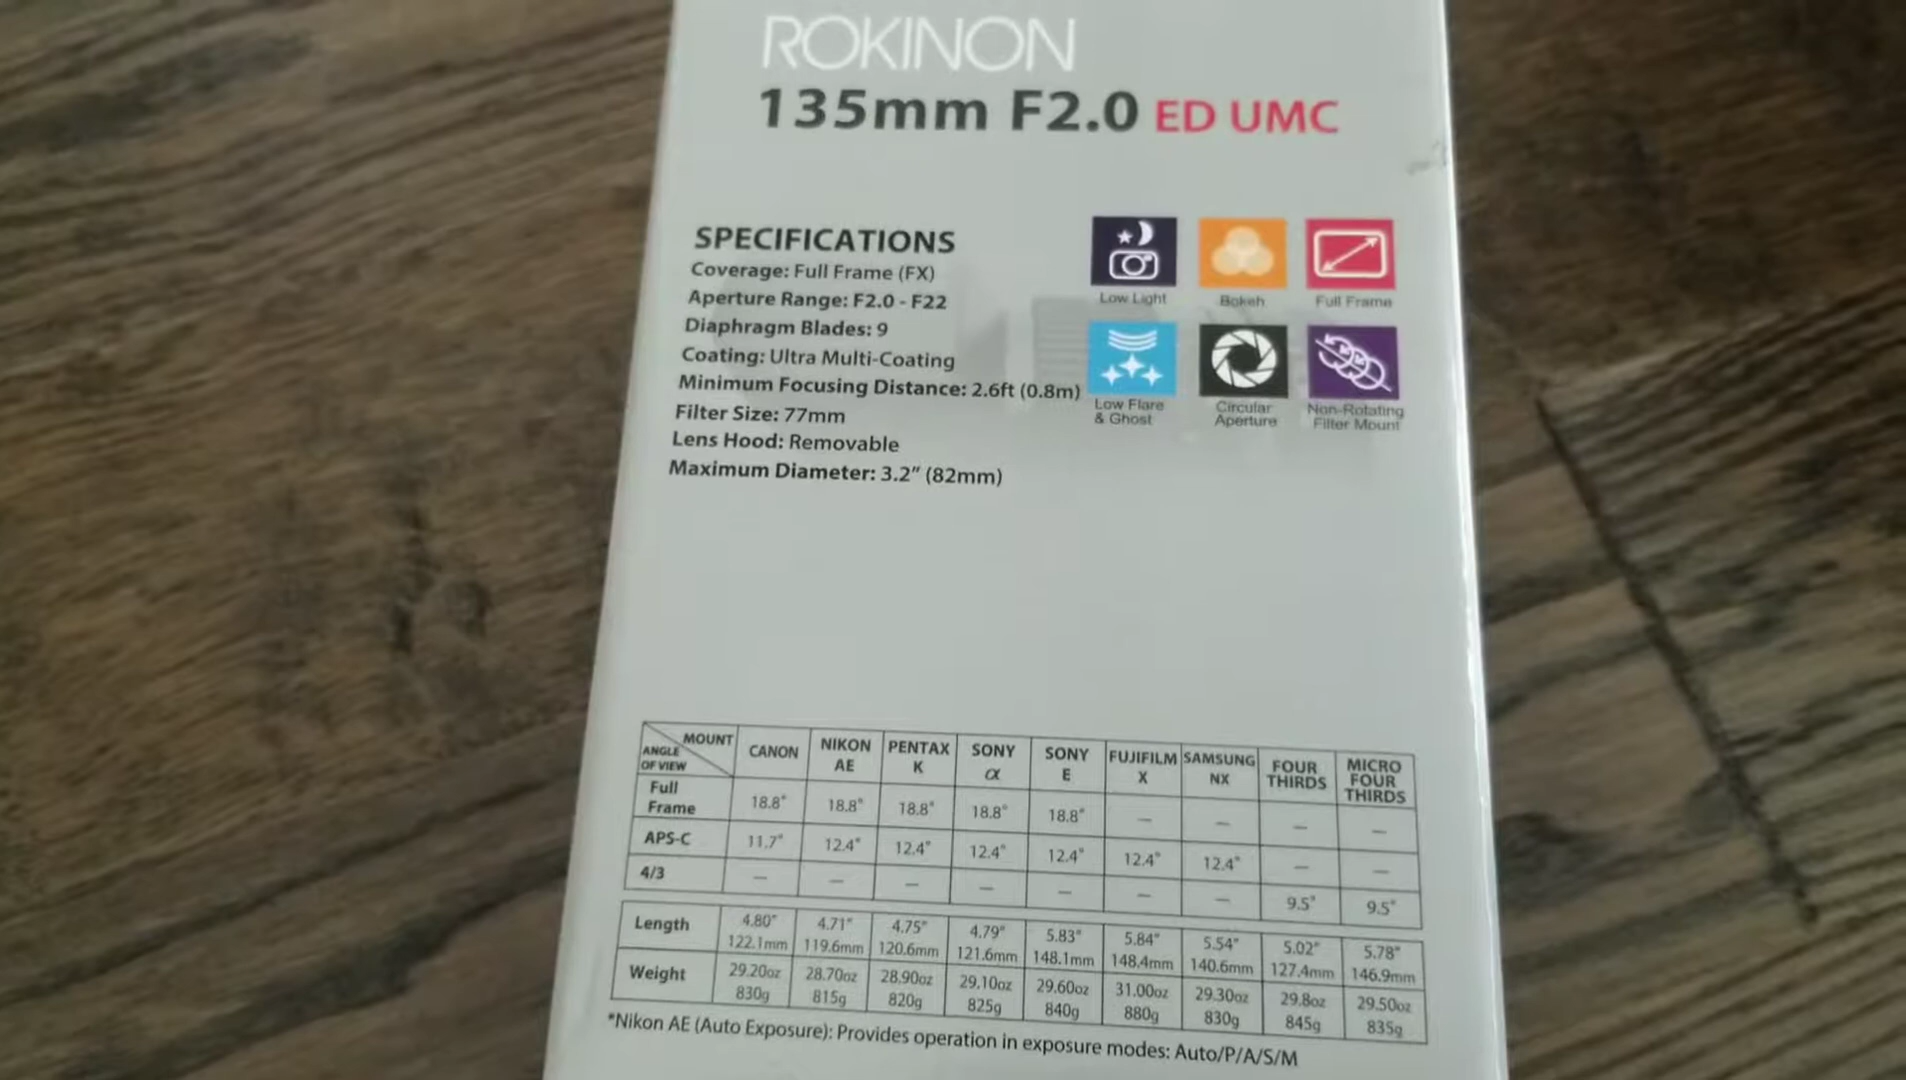 ROKINON
135mm F2.0 ED UMC
SPECIFICATIONS
Coverage: Full Frame (FX)
Aperture Range: F2.0 - F22
Diaphragm Blades: 9
Coating: Ultra Multi-Coating
Minimum Focusing Distance: 2.6ft (0.8m)
Filter Size: 77mm
Lens Hood: Removable
Maximum Diameter: 3.2" (82mm)
Low Light Bokeh Full Frame
Low Flare Circular Non-Rotating
& Ghost Aperture Filter Mount
MOUNT CANON NIKON PENTAX SONY SONY FUJIFILM SAMSUNG FOUR MICRO
ANGLE AE K α E X NX THIRDS FOUR
OF VIEW THIRDS
Full Frame 18.8° 18.8° 18.8° 18.8° 18.8° — — — —
APS-C 11.7° 12.4° 12.4° 12.4° 12.4° 12.4° 12.4° — —
4/3 — — — — — — — 9.5° 9.5°
Length 4.80" 4.71" 4.75" 4.79" 5.83" 5.84" 5.54" 5.02" 5.78"
122.1mm 119.6mm 120.6mm 121.6mm 148.1mm 148.4mm 140.6mm 127.4mm 146.9mm
Weight 29.20oz 28.70oz 28.90oz 29.10oz 29.60oz 31.00oz 29.30oz 29.8oz 29.50oz
830g 815g 820g 825g 840g 880g 830g 845g 835g
*Nikon AE (Auto Exposure): Provides operation in exposure modes: Auto/P/A/S/M